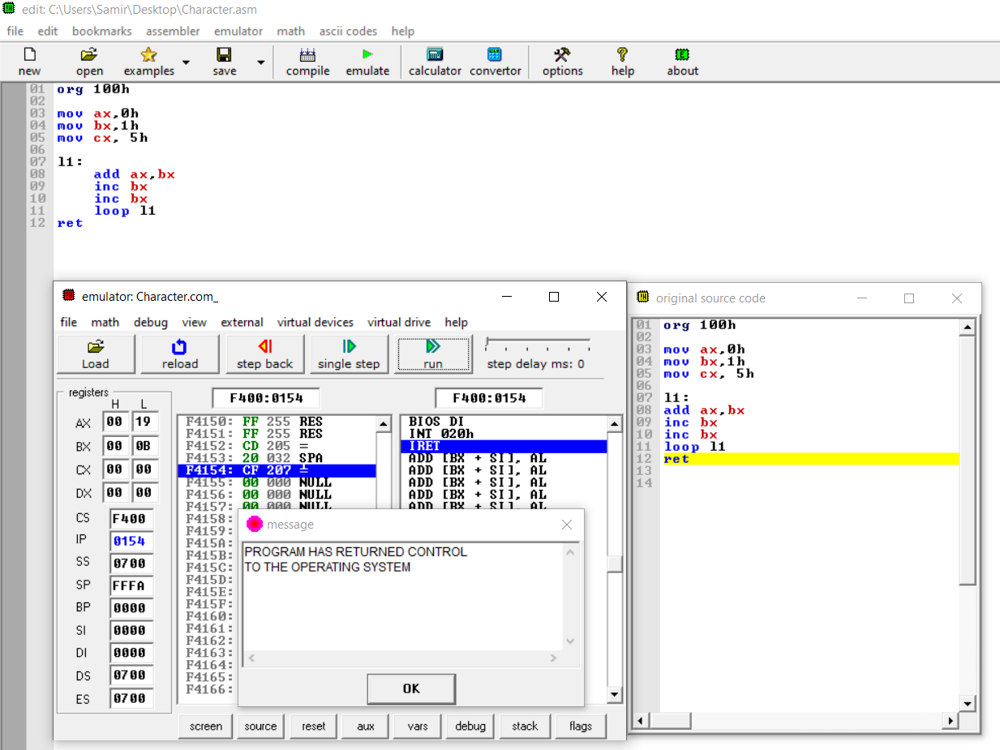 edit: C:\Users\Samir\Desktop\Character.asm
file edit bookmarks assembler emulator math ascii codes help
new open examples save compile emulate calculator convertor options help about
01 org 100h
02
03 mov ax,0h
04 mov bx,1h
05 mov cx, 5h
06
07 l1:
08 add ax,bx
09 inc bx
10 inc bx
11 loop l1
12 ret
emulator: Character.com_
file math debug view external virtual devices virtual drive help
Load reload step back single step run step delay ms: 0
registers
H L
AX 00 19
BX 00 0B
CX 00 00
DX 00 00
CS F400
IP 0154
SS 0700
SP FFFA
BP 0000
SI 0000
DI 0000
DS 0700
ES 0700
F400:0154
F4150: FF 255 RES
F4151: FF 255 RES
F4152: CD 205 =
F4153: 20 032 SPA
F4154: CF 207 ╧
F4155: 00 000 NULL
F4156: 00 000 NULL
F4157: 00 000 NULL
F4158:
F4159:
F415A:
F415B:
F415C:
F415D:
F415E:
F415F:
F4160:
F4161:
F4162:
F4163:
F4164:
F4165:
F4166:
F400:0154
BIOS DI
INT 020h
IRET
ADD [BX + SI], AL
ADD [BX + SI], AL
ADD [BX + SI], AL
ADD [BX + SI], AL
ADD [BX + SI], AL
message
PROGRAM HAS RETURNED CONTROL
TO THE OPERATING SYSTEM
OK
screen source reset aux vars debug stack flags
original source code
01 org 100h
02
03 mov ax,0h
04 mov bx,1h
05 mov cx, 5h
06
07 l1:
08 add ax,bx
09 inc bx
10 inc bx
11 loop l1
12 ret
13
14